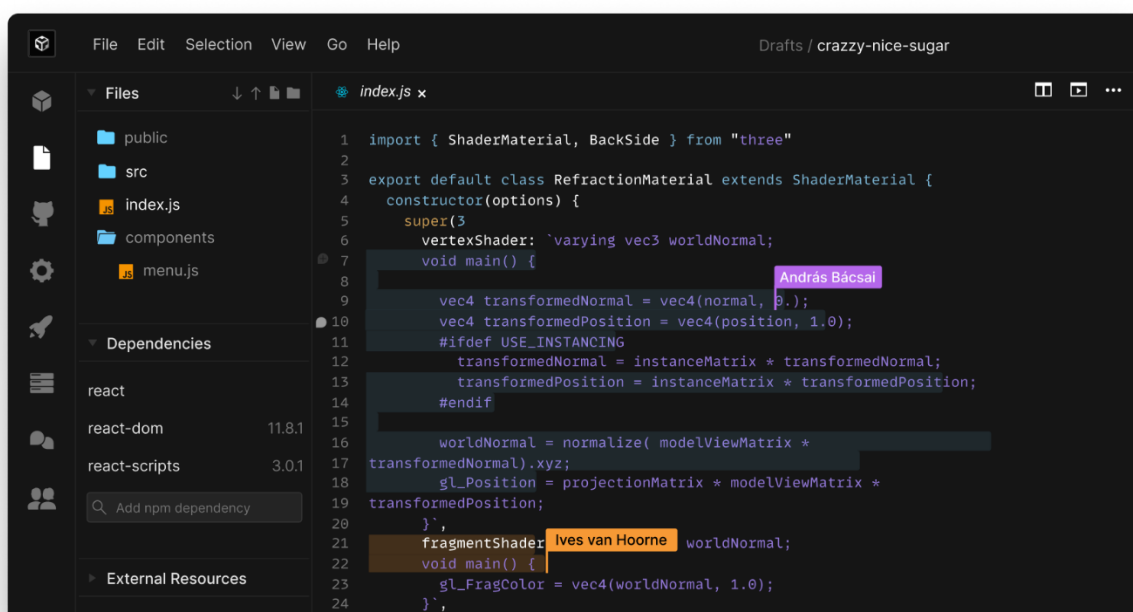 File Edit Selection View Go Help
Drafts / crazzy-nice-sugar
Files
public
src
index.js
components
menu.js
Dependencies
react
react-dom 11.8.1
react-scripts 3.0.1
Add npm dependency
External Resources
index.js
1 import { ShaderMaterial, BackSide } from "three"
2
3 export default class RefractionMaterial extends ShaderMaterial {
4 constructor(options) {
5 super(3
6 vertexShader: `varying vec3 worldNormal;
7 void main() {
8
András Bácsai
9 vec4 transformedNormal = vec4(normal, 0.);
10 vec4 transformedPosition = vec4(position, 1.0);
11 #ifdef USE_INSTANCING
12 transformedNormal = instanceMatrix * transformedNormal;
13 transformedPosition = instanceMatrix * transformedPosition;
14 #endif
15
16 worldNormal = normalize( modelViewMatrix *
17 transformedNormal).xyz;
18 gl_Position = projectionMatrix * modelViewMatrix *
19 transformedPosition;
20 }`,
21 fragmentShader Ives van Hoorne worldNormal;
22 void main() {
23 gl_FragColor = vec4(worldNormal, 1.0);
24 }`,